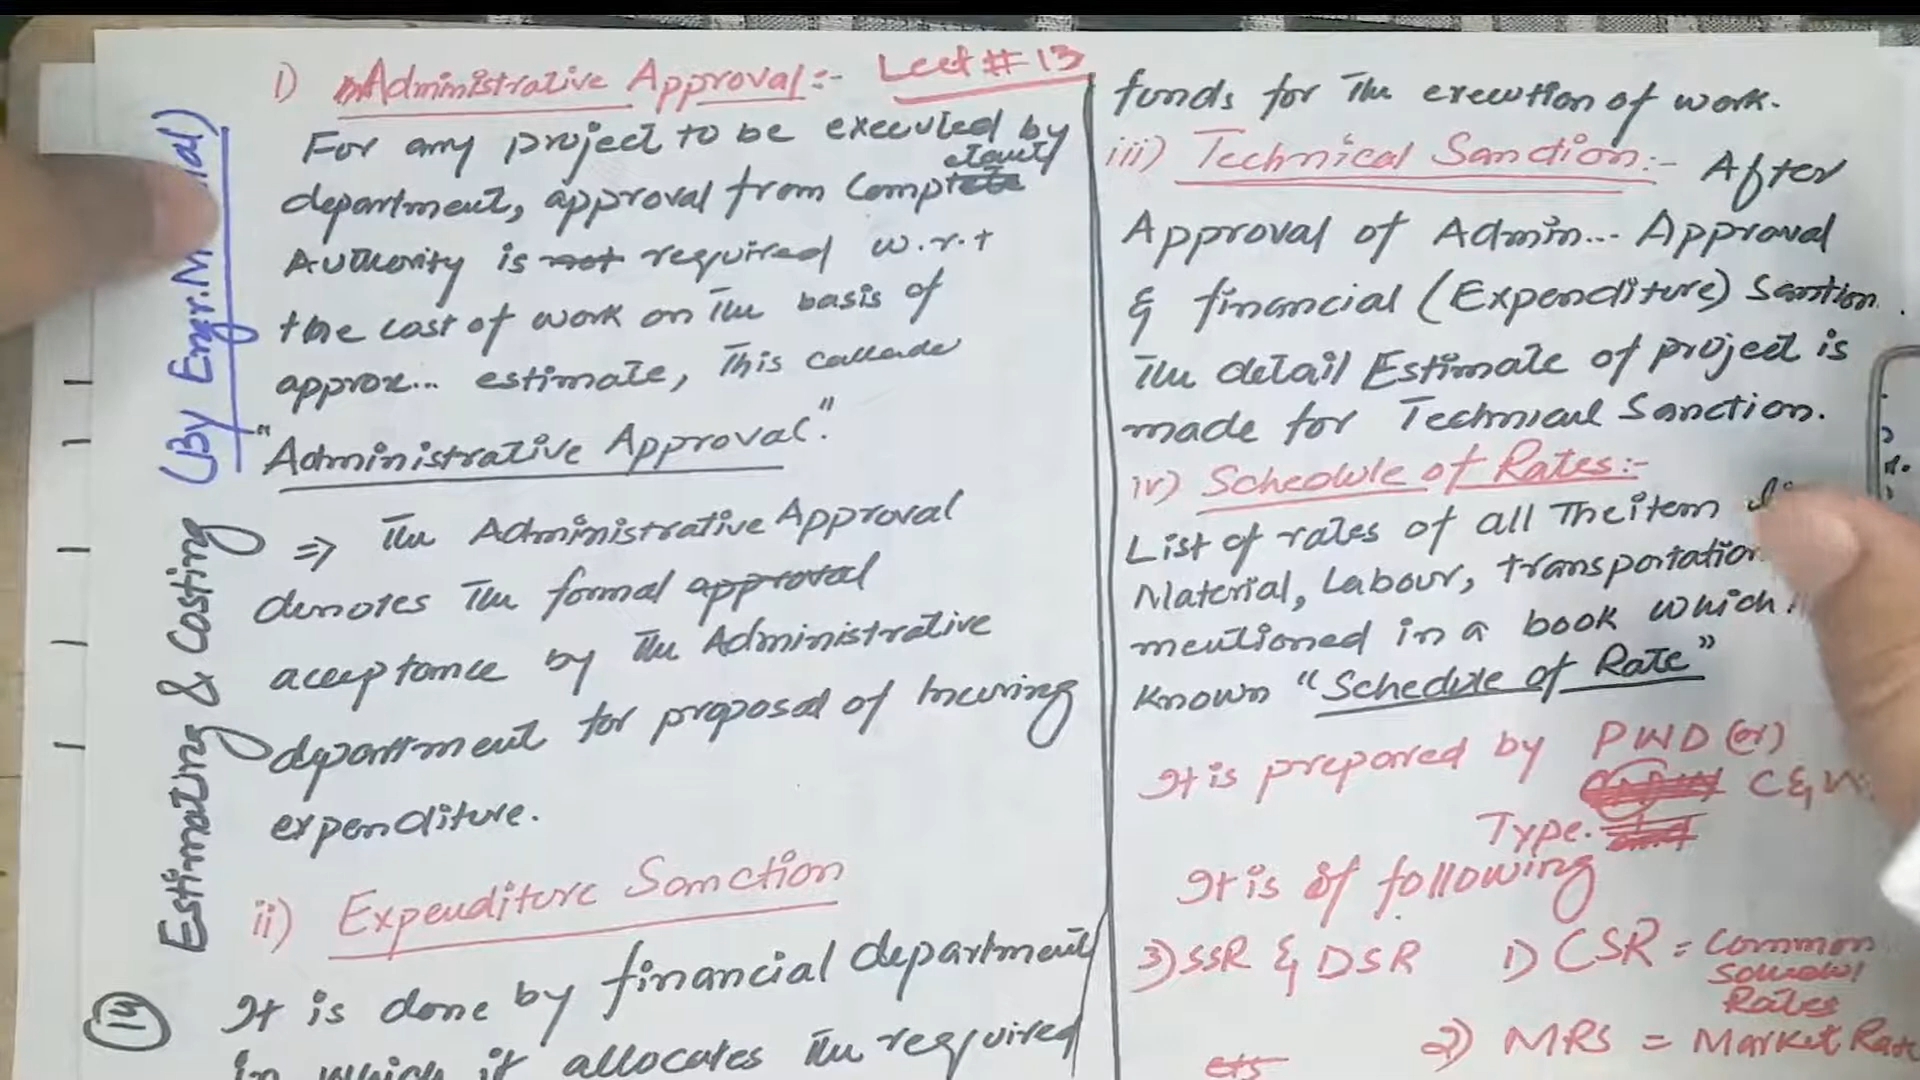 Lect # 13
i) Administrative Approval:-
For any project to be executed by
department, approval from Competent
Authority is not required w.r.t
the cost of work on the basis of
approx... estimate, This callede
"Administrative Approval."
=> The Administrative Approval
denotes the formal approval
acceptance by the Administrative
department for proposal of Incuring
expenditure.
ii) Expenditure Sanction
It is done by financial department
in which it allocates the required
funds for the execution of work.
iii) Technical Sanction:- After
Approval of Admin... Approval
& financial (Expenditure) Sanction.
The detail Estimate of project is
made for Technical Sanction.
iv) Schedule of Rates:-
List of rates of all The item
Material, Labour, transportation
mentioned in a book which
known "Schedule of Rate"
It is prepared by PWD (or)
C&W
Type.
It is of following
3) SSR & DSR 1) CSR = Common
Rates
2) MRS = Market Rate
ets
Estimating & Costing (By Engr.
14